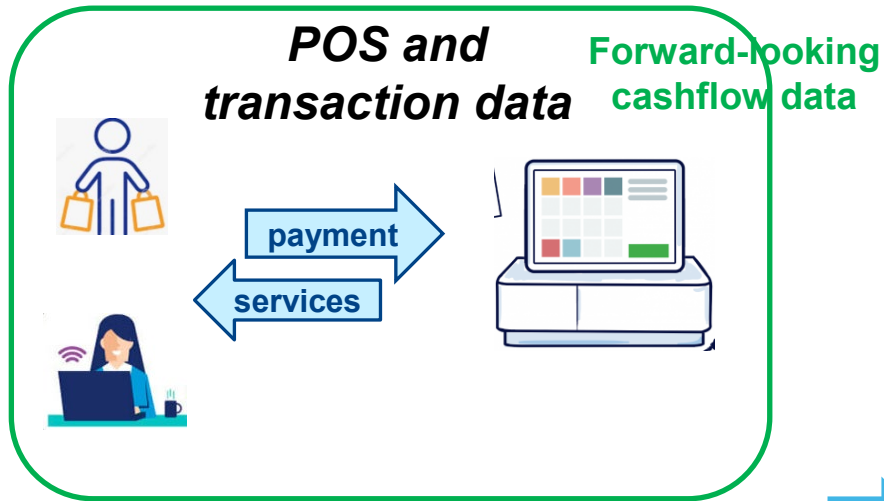 POS and
transaction data
Forward-looking
cashflow data
payment
services